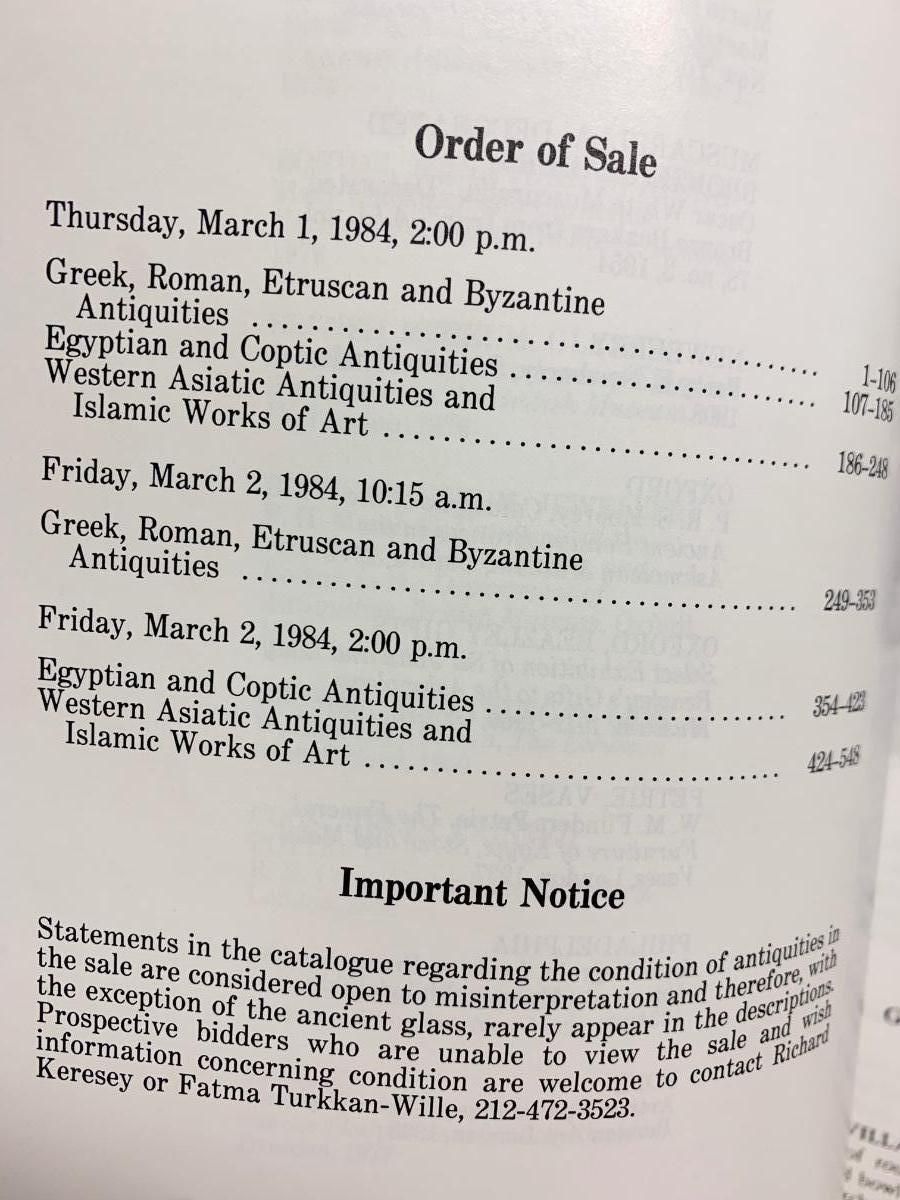 Order of Sale
Thursday, March 1, 1984, 2:00 p.m.
Greek, Roman, Etruscan and Byzantine
Antiquities ........................................ 1-106
Egyptian and Coptic Antiquities ...................... 107-185
Western Asiatic Antiquities and
Islamic Works of Art ............................... 186-248
Friday, March 2, 1984, 10:15 a.m.
Greek, Roman, Etruscan and Byzantine
Antiquities ........................................ 249-353
Friday, March 2, 1984, 2:00 p.m.
Egyptian and Coptic Antiquities ...................... 354-423
Western Asiatic Antiquities and
Islamic Works of Art ............................... 424-548
Important Notice
Statements in the catalogue regarding the condition of antiquities in
the sale are considered open to misinterpretation and therefore, with
the exception of the ancient glass, rarely appear in the descriptions.
Prospective bidders who are unable to view the sale and wish
information concerning condition are welcome to contact Richard
Keresey or Fatma Turkkan-Wille, 212-472-3523.